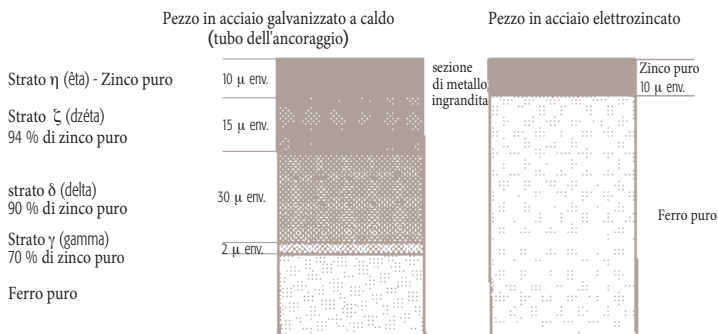 Pezzo in acciaio galvanizzato a caldo
(tubo dell'ancoraggio)
Strato η (êta) - Zinco puro
10 μ env.
Strato ζ (dzéta)
94 % di zinco puro
15 μ env.
strato δ (delta)
90 % di zinco puro
30 μ env.
Strato γ (gamma)
70 % di zinco puro
2 μ env.
Ferro puro
sezione
di metallo
ingrandita
Pezzo in acciaio elettrozincato
Zinco puro
10 μ env.
Ferro puro